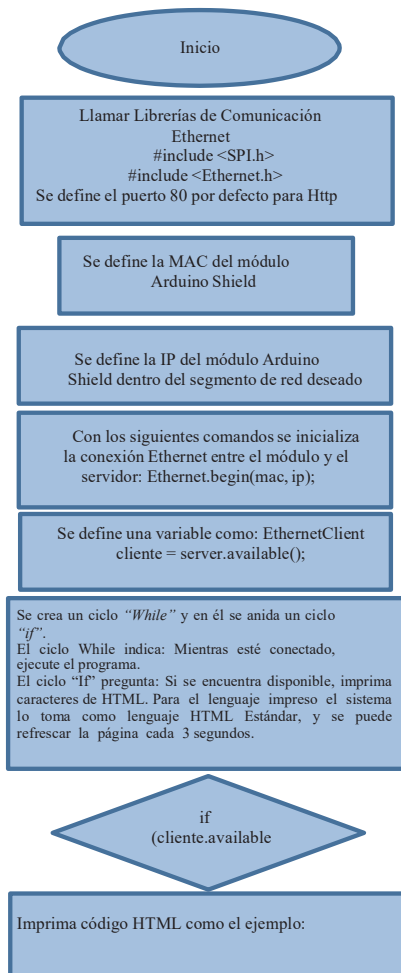 Inicio
Llamar Librerías de Comunicación
Ethernet
#include <SPI.h>
#include <Ethernet.h>
Se define el puerto 80 por defecto para Http
Se define la MAC del módulo
Arduino Shield
Se define la IP del módulo Arduino
Shield dentro del segmento de red deseado
Con los siguientes comandos se inicializa
la conexión Ethernet entre el módulo y el
servidor: Ethernet.begin(mac, ip);
Se define una variable como: EthernetClient
cliente = server.available();
Se crea un ciclo “While” y en él se anida un ciclo
“if”.
El ciclo While indica: Mientras esté conectado,
ejecute el programa.
El ciclo “If” pregunta: Si se encuentra disponible, imprima
caracteres de HTML. Para el lenguaje impreso el sistema
lo toma como lenguaje HTML Estándar, y se puede
refrescar la página cada 3 segundos.
if
(cliente.available
Imprima código HTML como el ejemplo: